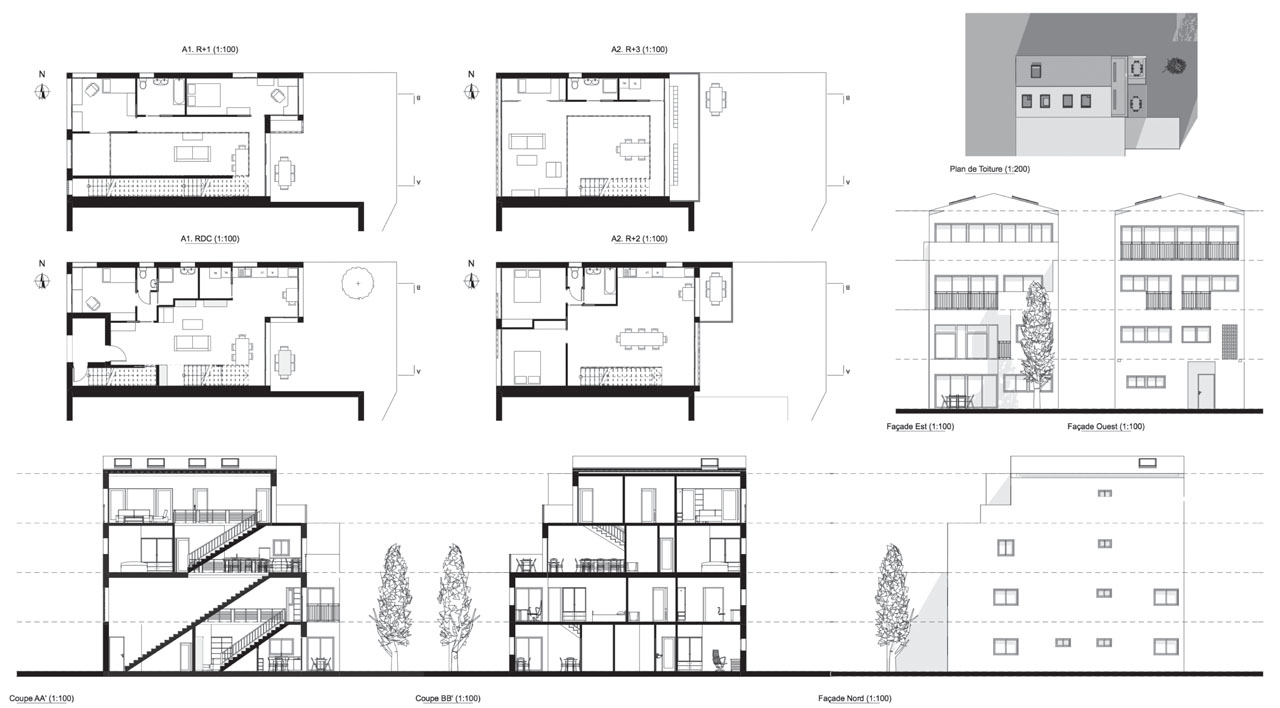 A1. R+1 (1:100)
A2. R+3 (1:100)
N
N
B
B
A
A
Plan de Toiture (1:200)
A1. RDC (1:100)
A2. R+2 (1:100)
N
N
B
B
A
A
Façade Est (1:100)
Façade Ouest (1:100)
Coupe AA' (1:100)
Coupe BB' (1:100)
Façade Nord (1:100)